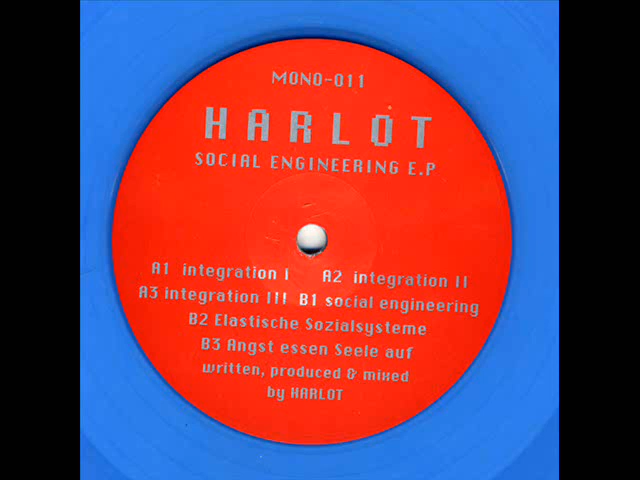 MONO-011
HARLOT
SOCIAL ENGINEERING E.P
A1 integration I A2 integration II
A3 integration III B1 social engineering
B2 Elastische Sozialsysteme
B3 Angst essen Seele auf
written, produced & mixed
by HARLOT